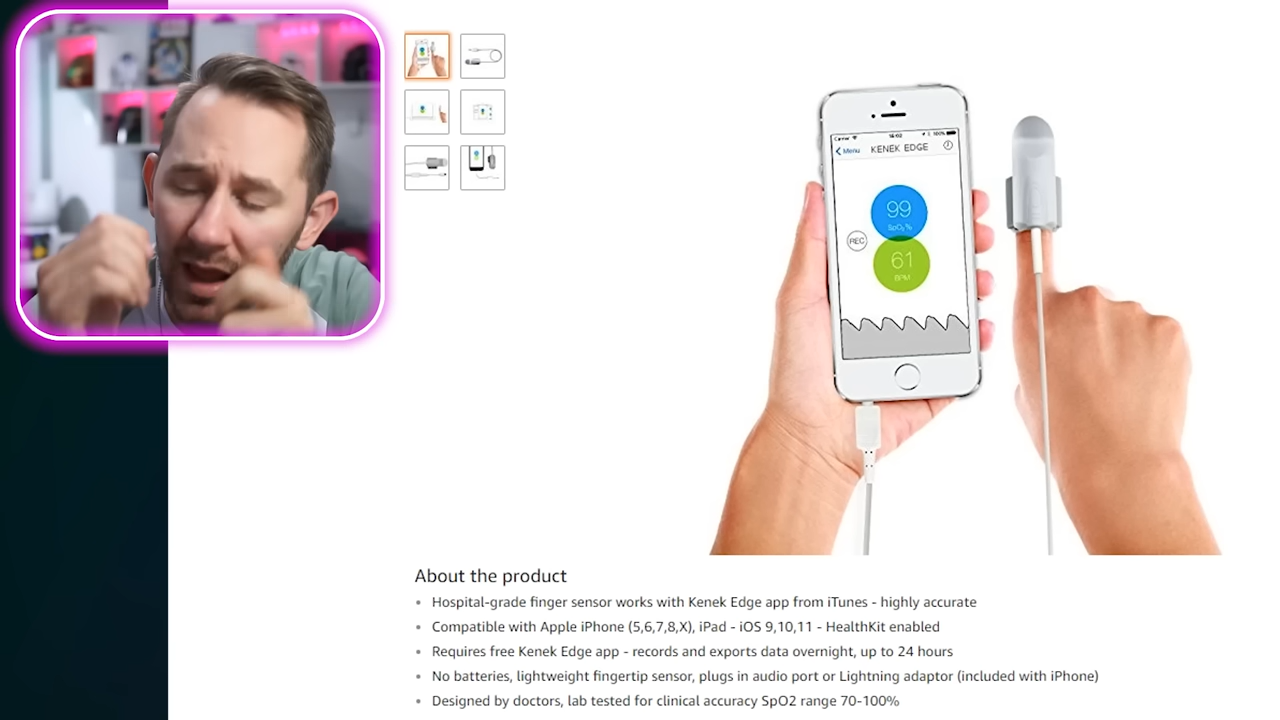 Carrier 16:02 100%
Menu KENEK EDGE
99
SpO₂%
REC
61
BPM
About the product
Hospital-grade finger sensor works with Kenek Edge app from iTunes - highly accurate
Compatible with Apple iPhone (5,6,7,8,X), iPad - iOS 9,10,11 - HealthKit enabled
Requires free Kenek Edge app - records and exports data overnight, up to 24 hours
No batteries, lightweight fingertip sensor, plugs in audio port or Lightning adaptor (included with iPhone)
Designed by doctors, lab tested for clinical accuracy SpO2 range 70-100%